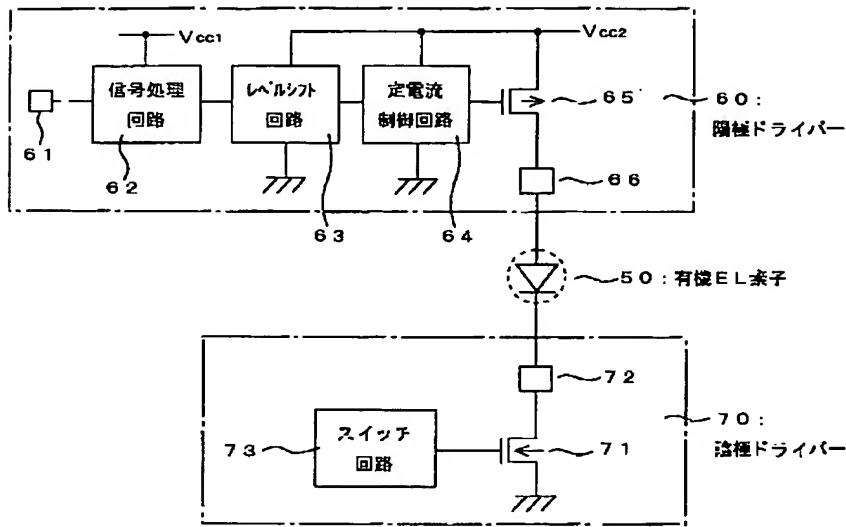 Vcc1
Vcc2
信号処理
回路
レベルシフト
回路
定電流
制御回路
65
60:
陽極ドライバー
61
62
63
64
66
50:有機EL素子
72
73
スイッチ
回路
71
70:
陰極ドライバー